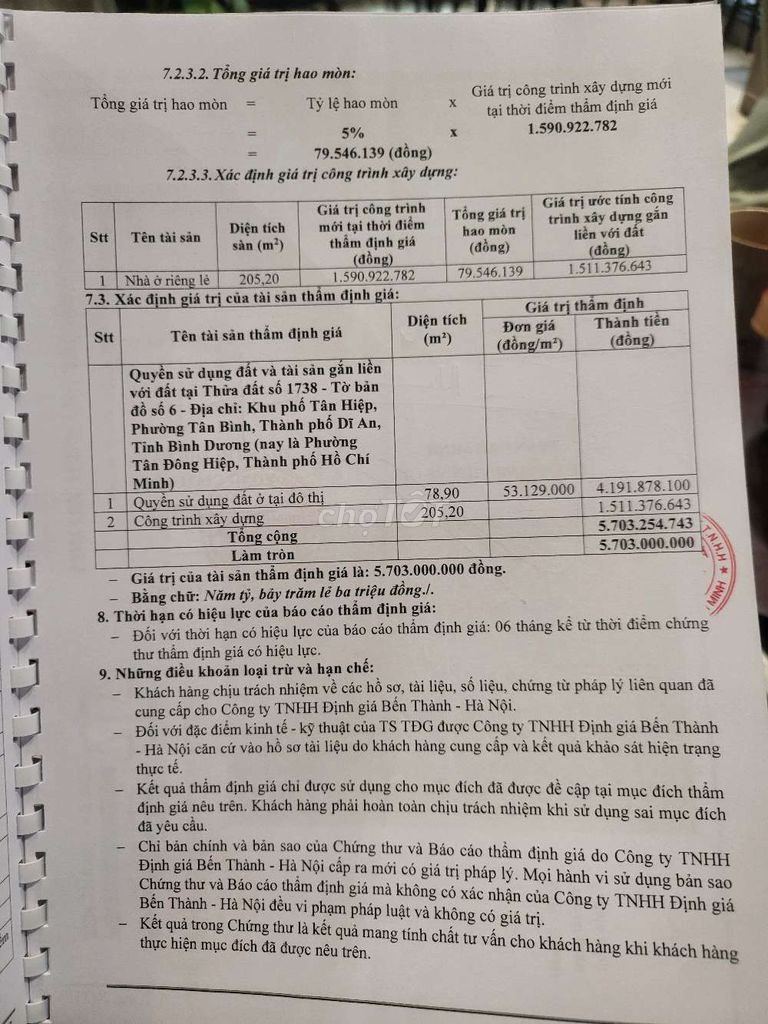 7.2.3.2. Tổng giá trị hao mòn:
Tổng giá trị hao mòn = Tỷ lệ hao mòn x Giá trị công trình xây dựng mới
tại thời điểm thẩm định giá
= 5% x 1.590.922.782
= 79.546.139 (đồng)
7.2.3.3. Xác định giá trị công trình xây dựng:
Stt Tên tài sản Diện tích sàn (m²) Giá trị công trình mới tại thời điểm thẩm định giá (đồng) Tổng giá trị hao mòn (đồng) Giá trị ước tính công trình xây dựng gắn liền với đất (đồng)
1 Nhà ở riêng lẻ 205,20 1.590.922.782 79.546.139 1.511.376.643
7.3. Xác định giá trị của tài sản thẩm định giá:
Stt Tên tài sản thẩm định giá Diện tích (m²) Giá trị thẩm định
Đơn giá (đồng/m²) Thành tiền (đồng)
Quyền sử dụng đất và tài sản gắn liền
với đất tại Thửa đất số 1738 - Tờ bản
đồ số 6 - Địa chỉ: Khu phố Tân Hiệp,
Phường Tân Bình, Thành phố Dĩ An,
Tỉnh Bình Dương (nay là Phường
Tân Đông Hiệp, Thành phố Hồ Chí
Minh)
1 Quyền sử dụng đất ở tại đô thị 78,90 53.129.000 4.191.878.100
2 Công trình xây dựng 205,20 1.511.376.643
Tổng cộng 5.703.254.743
Làm tròn 5.703.000.000
chợ TỐT
T.N.H.H ★
MINH
– Giá trị của tài sản thẩm định giá là: 5.703.000.000 đồng.
– Bằng chữ: Năm tỷ, bảy trăm lẻ ba triệu đồng./.
8. Thời hạn có hiệu lực của báo cáo thẩm định giá:
– Đối với thời hạn có hiệu lực của báo cáo thẩm định giá: 06 tháng kể từ thời điểm chứng
thư thẩm định giá có hiệu lực.
9. Những điều khoản loại trừ và hạn chế:
– Khách hàng chịu trách nhiệm về các hồ sơ, tài liệu, số liệu, chứng từ pháp lý liên quan đã
cung cấp cho Công ty TNHH Định giá Bến Thành - Hà Nội.
– Đối với đặc điểm kinh tế - kỹ thuật của TS TĐG được Công ty TNHH Định giá Bến Thành
- Hà Nội căn cứ vào hồ sơ tài liệu do khách hàng cung cấp và kết quả khảo sát hiện trạng
thực tế.
– Kết quả thẩm định giá chỉ được sử dụng cho mục đích đã được đề cập tại mục đích thẩm
định giá nêu trên. Khách hàng phải hoàn toàn chịu trách nhiệm khi sử dụng sai mục đích
đã yêu cầu.
– Chỉ bản chính và bản sao của Chứng thư và Báo cáo thẩm định giá do Công ty TNHH
Định giá Bến Thành - Hà Nội cấp ra mới có giá trị pháp lý. Mọi hành vi sử dụng bản sao
Chứng thư và Báo cáo thẩm định giá mà không có xác nhận của Công ty TNHH Định giá
Bến Thành - Hà Nội đều vi phạm pháp luật và không có giá trị.
– Kết quả trong Chứng thư là kết quả mang tính chất tư vấn cho khách hàng khi khách hàng
thực hiện mục đích đã được nêu trên.